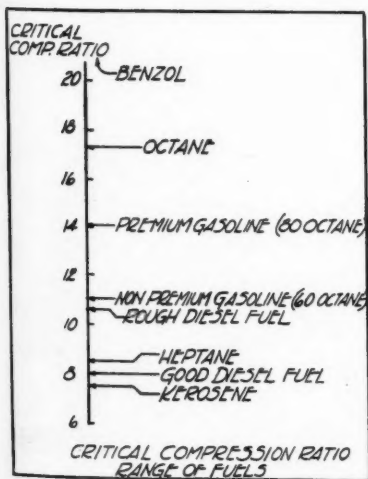 CRITICAL
COMP. RATIO
20 BENZOL
18
OCTANE
16
14 PREMIUM GASOLINE (80 OCTANE)
12
NON PREMIUM GASOLINE (60 OCTANE)
ROUGH DIESEL FUEL
10
HEPTANE
8 GOOD DIESEL FUEL
KEROSENE
6
CRITICAL COMPRESSION RATIO
RANGE OF FUELS